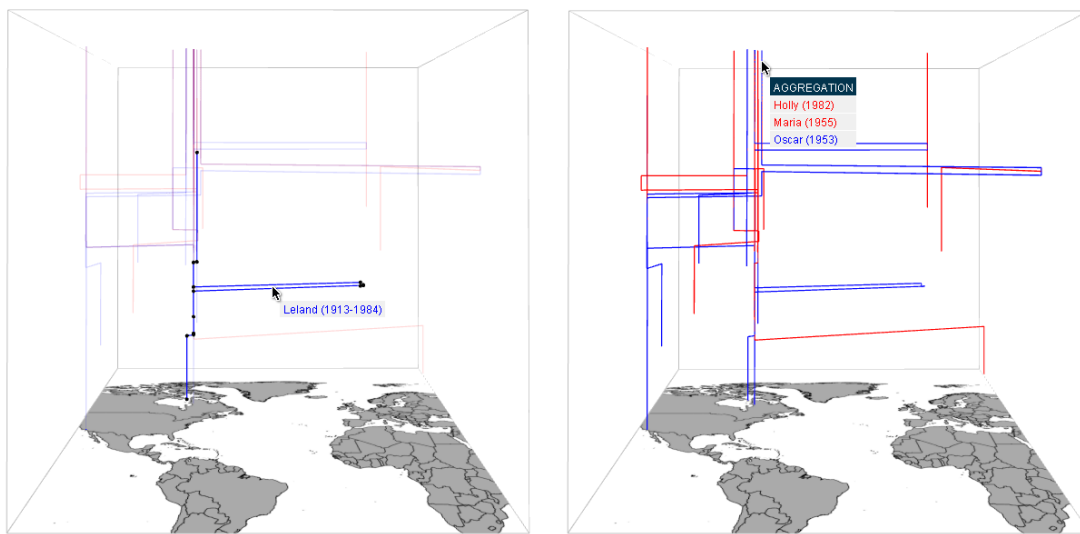 Leland (1913-1984)
AGGREGATION
Holly (1982)
Maria (1955)
Oscar (1953)